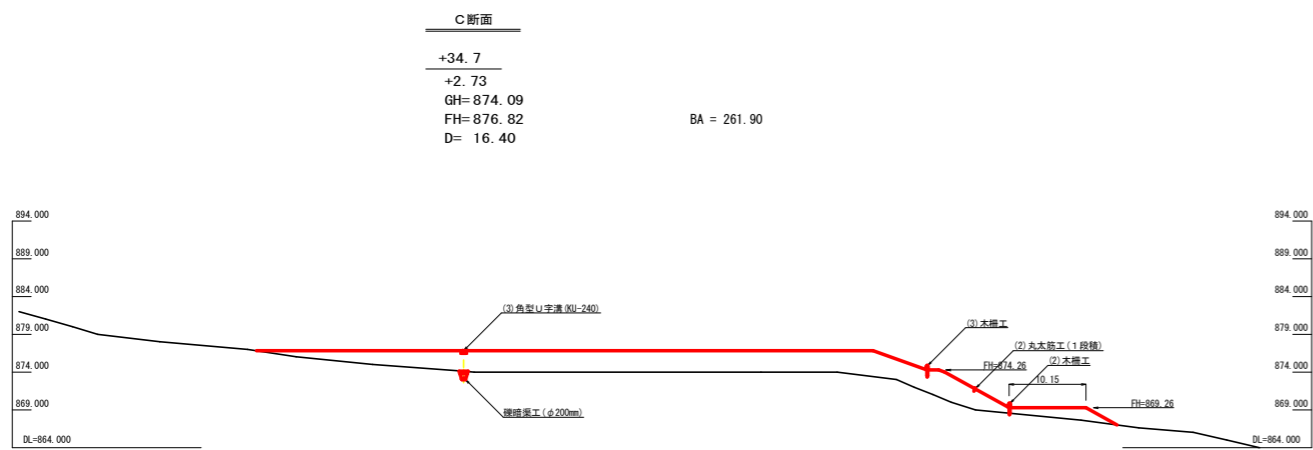 C断面
+34.7
+2.73
GH=874.09
FH=876.82
D= 16.40
BA = 261.90
894.000
889.000
884.000
879.000
874.000
869.000
DL=864.000
(3)角型U字溝(KU-240)
礫暗渠工(φ200mm)
(3)木柵工
(2)丸太筋工(1段積)
FH=874.26
(2)木柵工
10.15
FH=869.26
894.000
889.000
884.000
879.000
874.000
869.000
DL=864.000